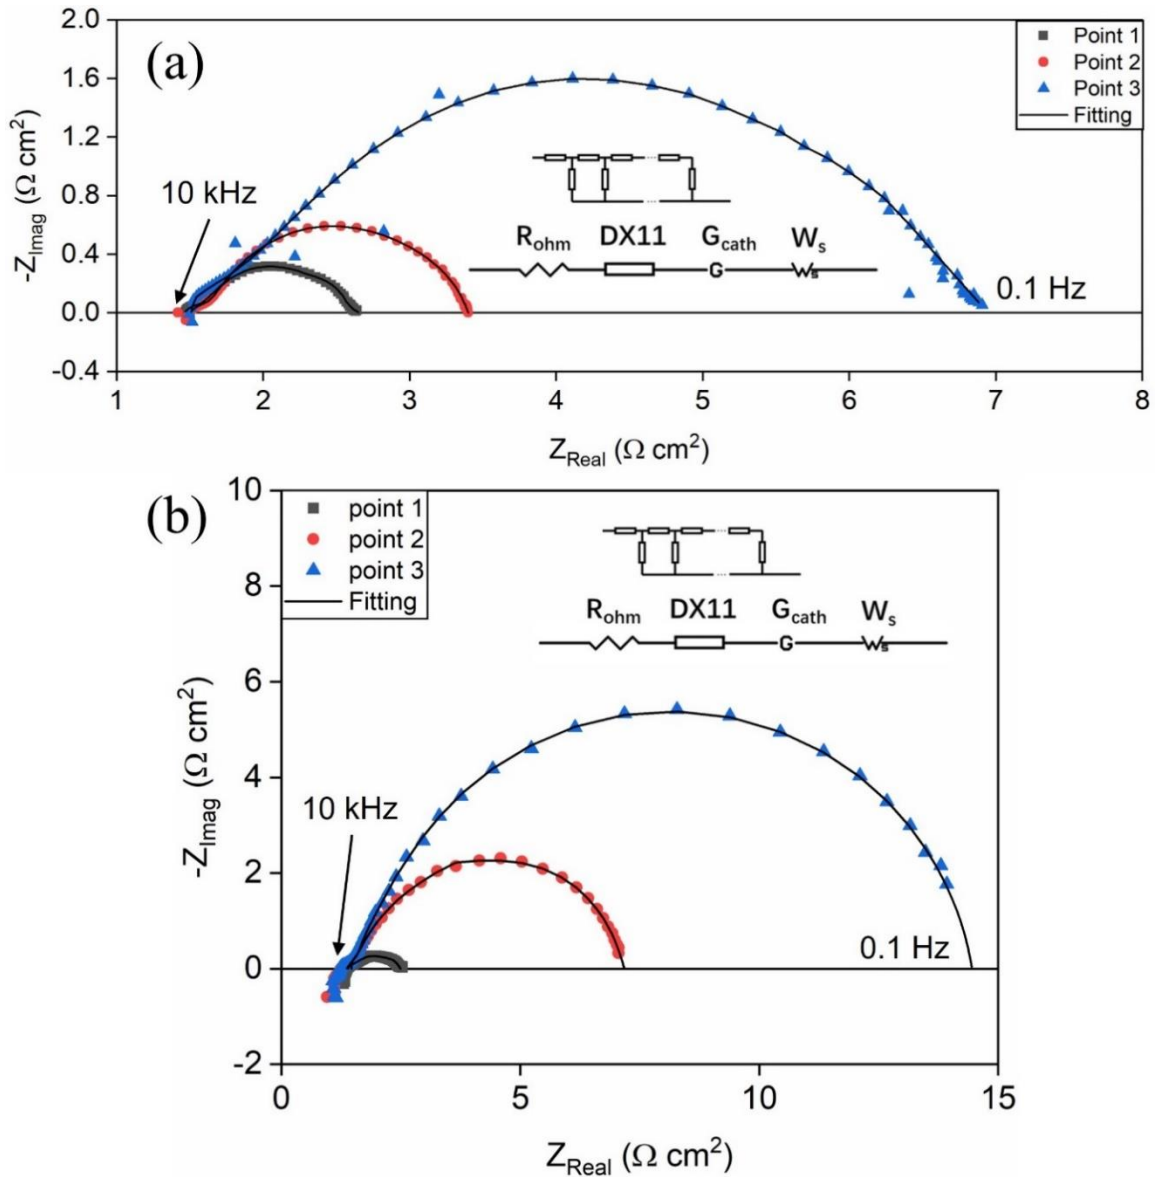 (a)
2.0
1.6
1.2
0.8
0.4
0.0
-0.4
-Z_Imag (Ω cm²)
Point 1
Point 2
Point 3
Fitting
10 kHz
R_ohm DX11 G_cath W_s
G W_s
0.1 Hz
1 2 3 4 5 6 7 8
Z_Real (Ω cm²)
(b)
10
8
6
4
2
0
-2
-Z_Imag (Ω cm²)
point 1
point 2
point 3
Fitting
R_ohm DX11 G_cath W_s
G W_s
10 kHz
0.1 Hz
0 5 10 15
Z_Real (Ω cm²)